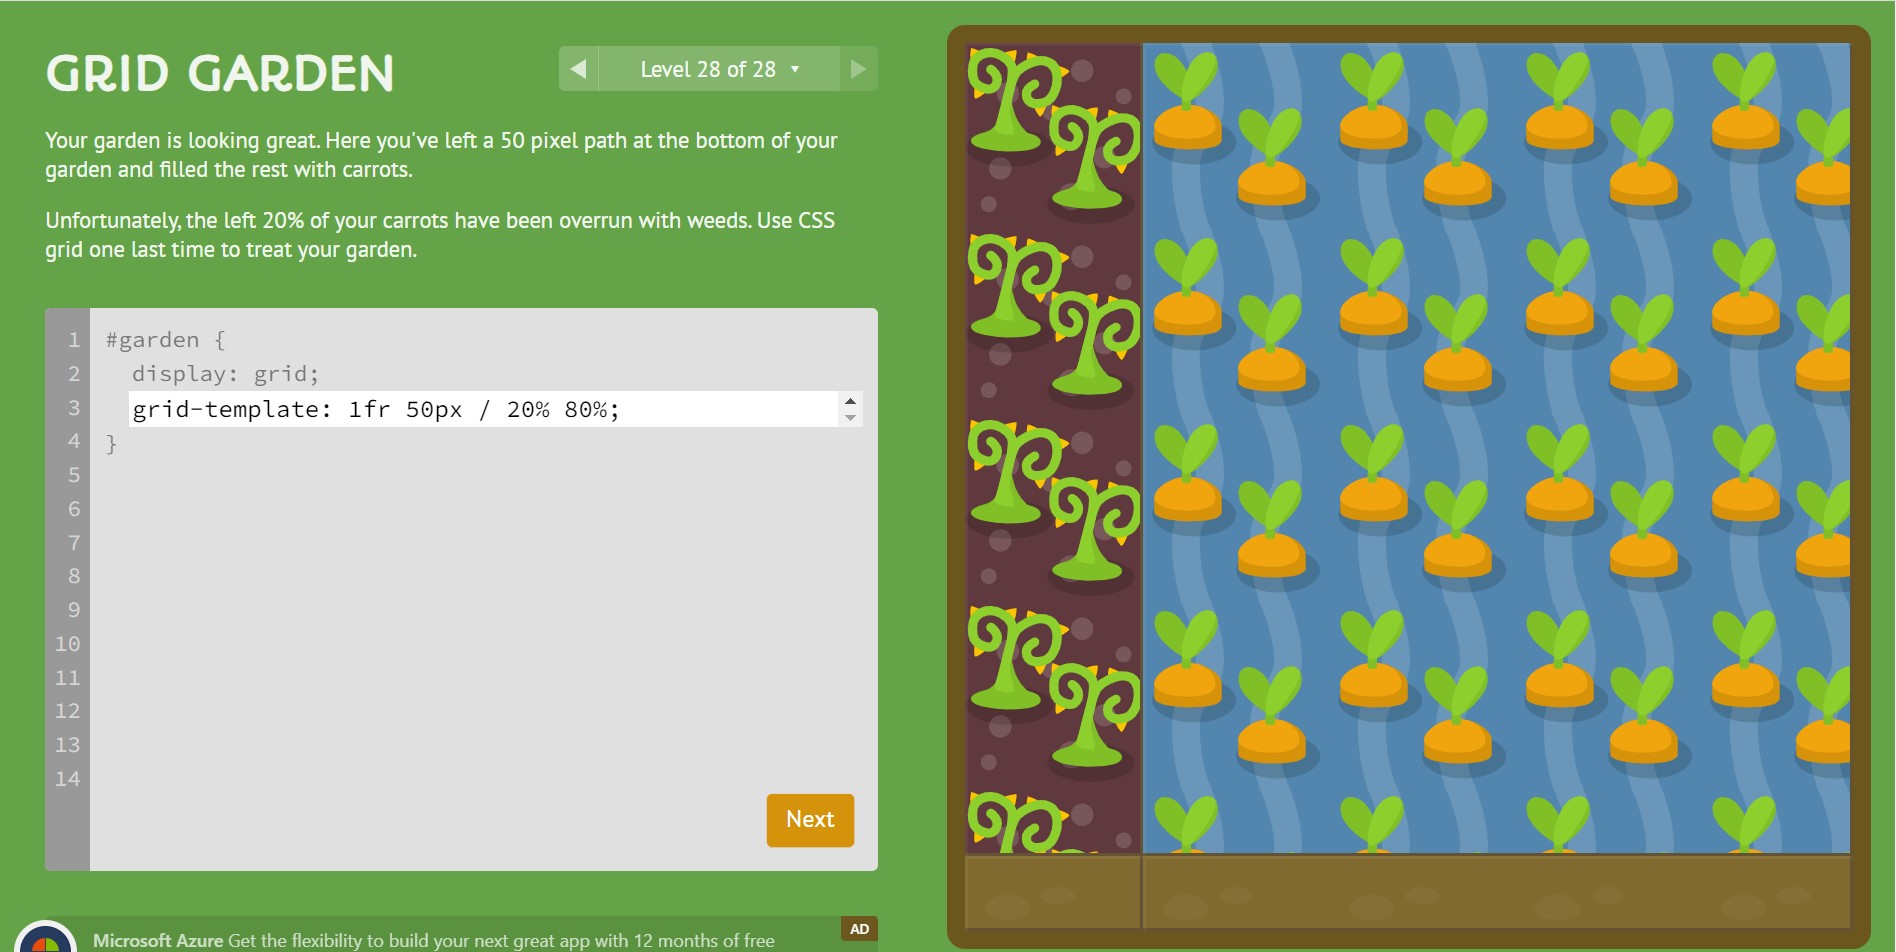 GRID GARDEN
Level 28 of 28
Your garden is looking great. Here you've left a 50 pixel path at the bottom of your
garden and filled the rest with carrots.
Unfortunately, the left 20% of your carrots have been overrun with weeds. Use CSS
grid one last time to treat your garden.
1 #garden {
2 display: grid;
3 grid-template: 1fr 50px / 20% 80%;
4 }
5
6
7
8
9
10
11
12
13
14
Next
AD
Microsoft Azure Get the flexibility to build your next great app with 12 months of free